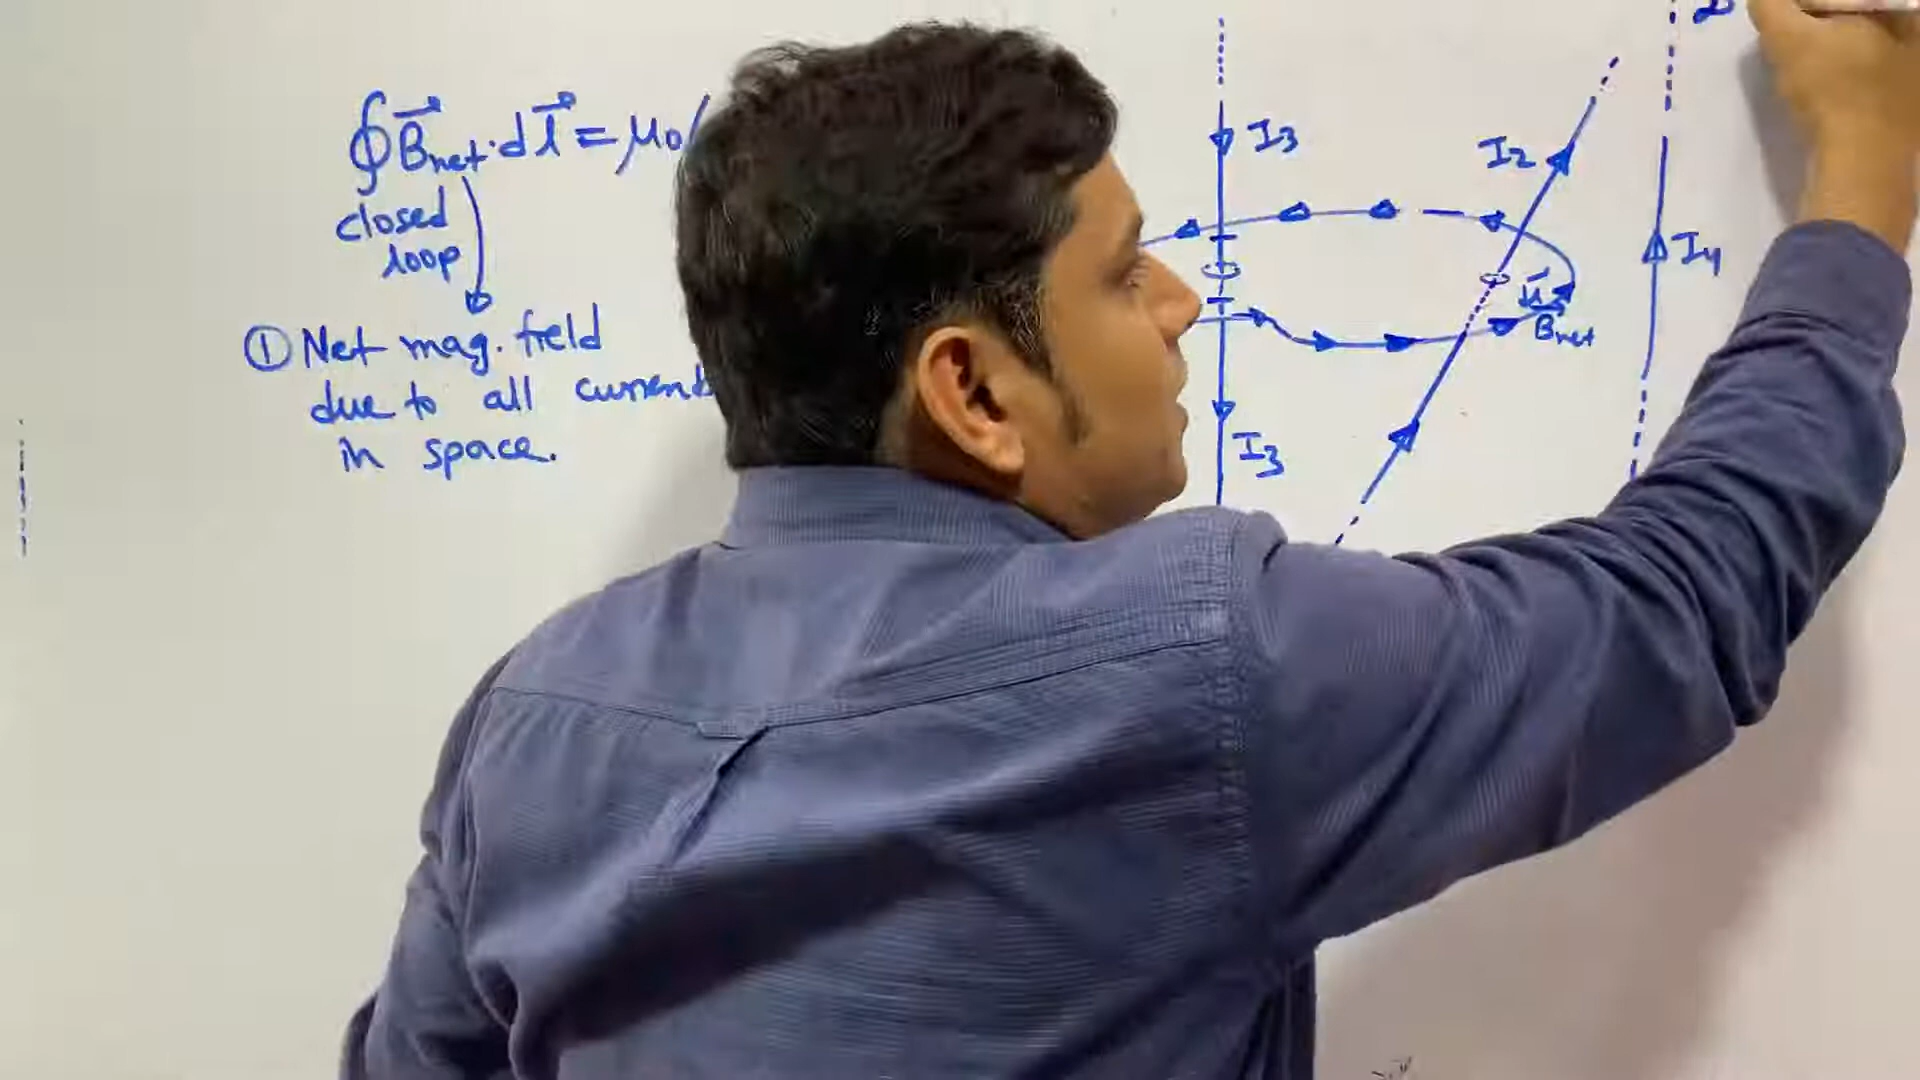 ∮B⃗net·dl⃗ = μ0(
closed
loop
① Net mag. field
due to all current
in space.
I3
I2
I4
Bnet
I3